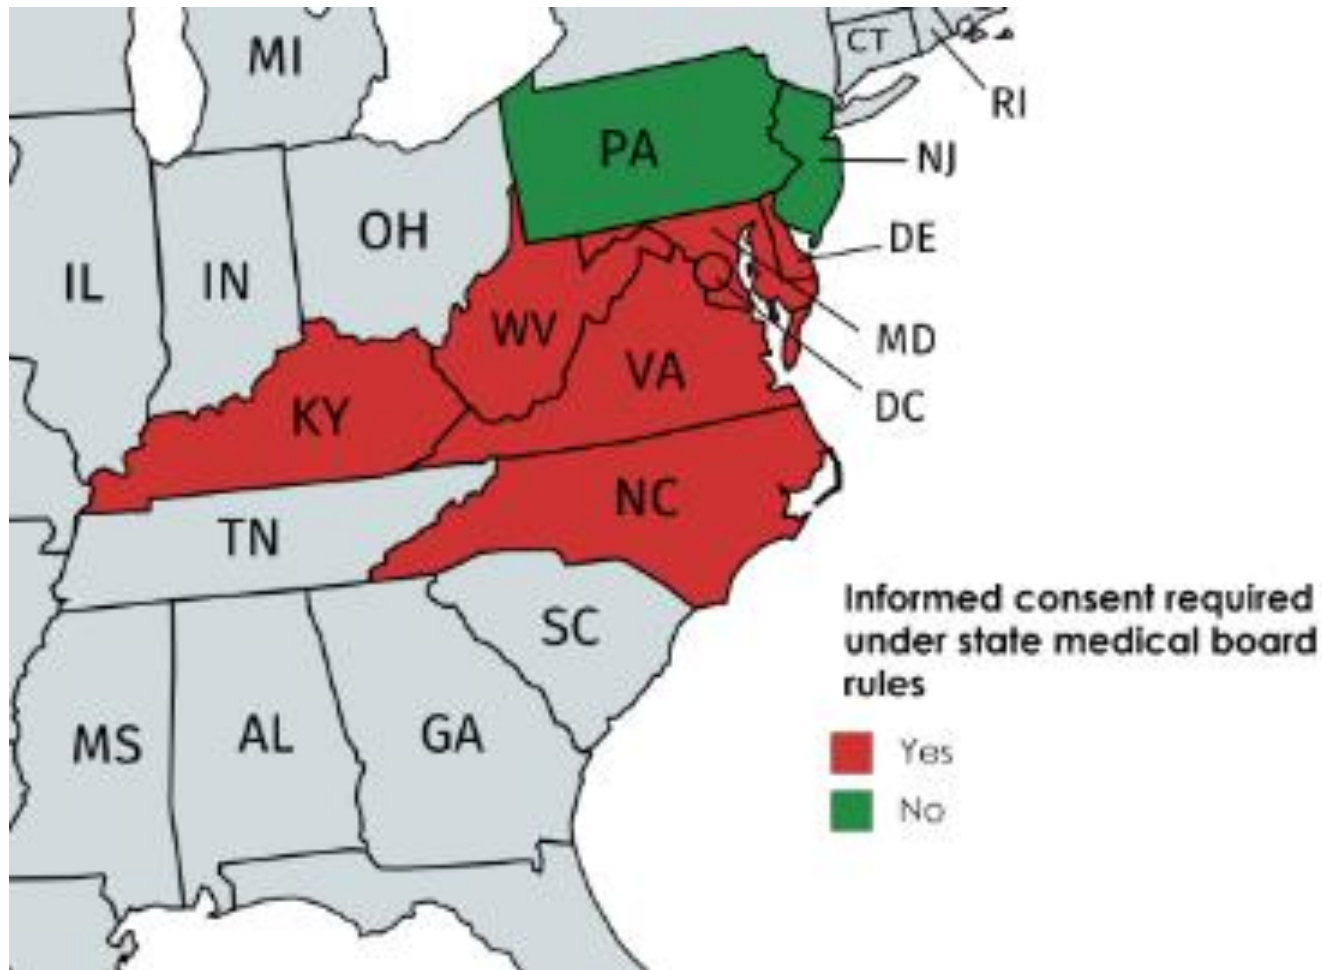 MI
CT
RI
PA
NJ
OH
DE
IL
IN
WV
MD
VA
DC
KY
NC
TN
SC
MS
AL
GA
Informed consent required
under state medical board
rules
Yes
No